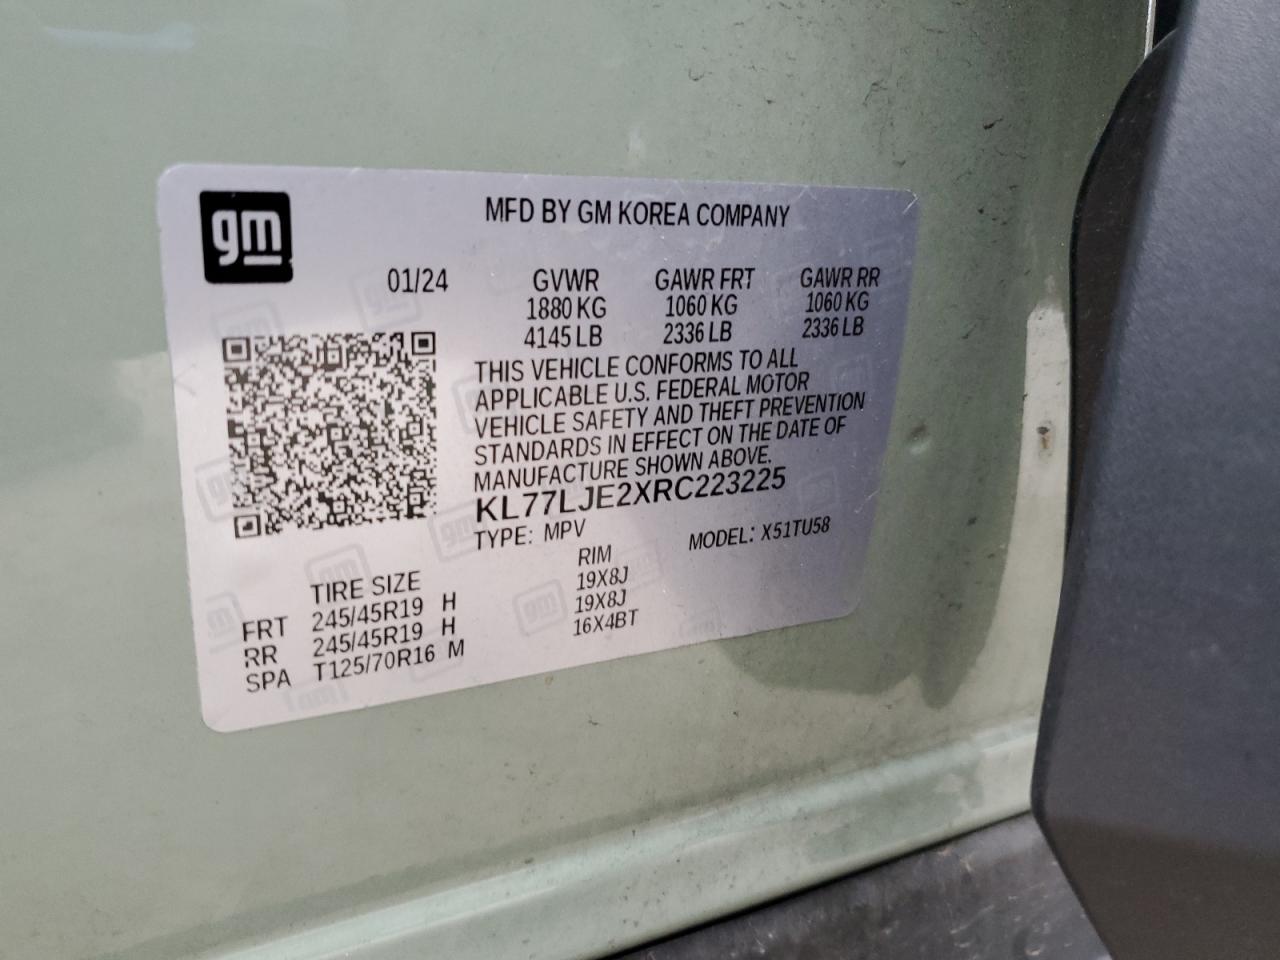 gm
MFD BY GM KOREA COMPANY
01/24 GVWR GAWR FRT GAWR RR
1880 KG 1060 KG 1060 KG
4145 LB 2336 LB 2336 LB
THIS VEHICLE CONFORMS TO ALL
APPLICABLE U.S. FEDERAL MOTOR
VEHICLE SAFETY AND THEFT PREVENTION
STANDARDS IN EFFECT ON THE DATE OF
MANUFACTURE SHOWN ABOVE.
KL77LJE2XRC223225
TYPE: MPV MODEL: X51TU58
TIRE SIZE RIM
FRT 245/45R19 H 19X8J
RR 245/45R19 H 19X8J
SPA T125/70R16 M 16X4BT